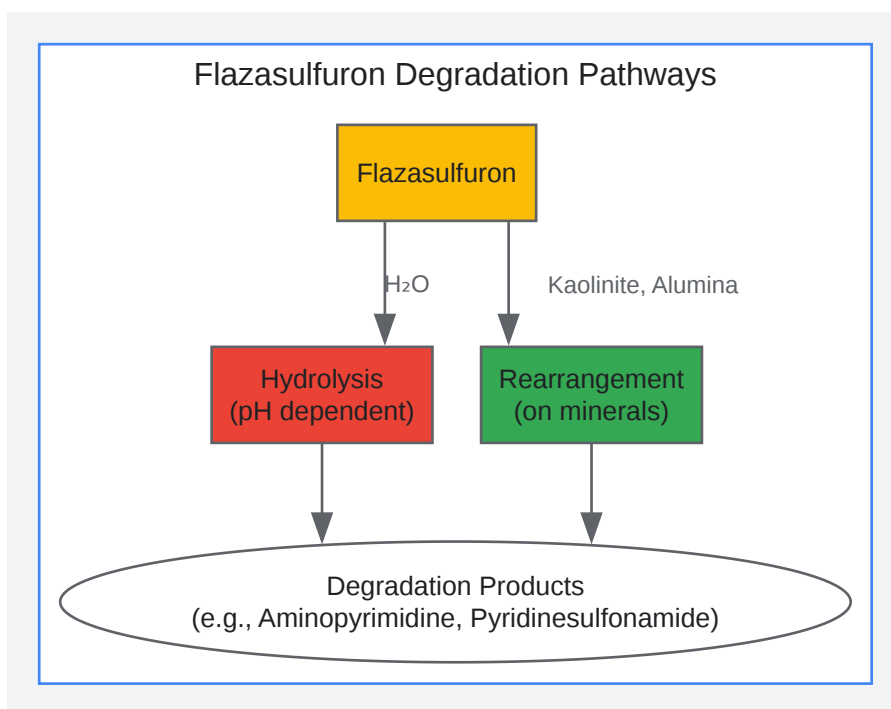 Flazasulfuron Degradation Pathways
Flazasulfuron
H₂O
Kaolinite, Alumina
Hydrolysis
(pH dependent)
Rearrangement
(on minerals)
Degradation Products
(e.g., Aminopyrimidine, Pyridinesulfonamide)